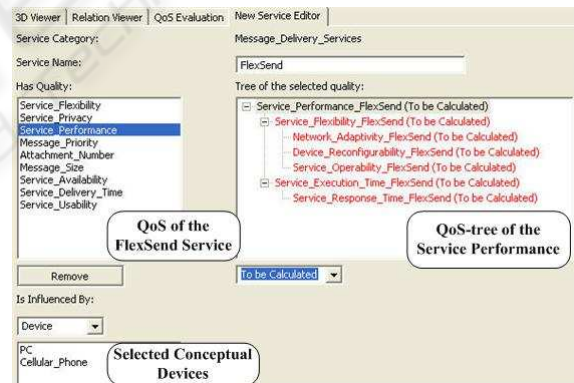 3D Viewer Relation Viewer QoS Evaluation New Service Editor
Service Category: Message_Delivery_Services
Service Name: FlexSend
Has Quality: Tree of the selected quality:
Service_Flexibility
Service_Privacy
Service_Performance
Message_Priority
Attachment_Number
Message_Size
Service_Availability
Service_Delivery_Time
Service_Usability
Service_Performance_FlexSend (To be Calculated)
Service_Flexibility_FlexSend (To be Calculated)
Network_Adaptivity_FlexSend (To be Calculated)
Device_Reconfigurability_FlexSend (To be Calculated)
Service_Operability_FlexSend (To be Calculated)
Service_Execution_Time_FlexSend (To be Calculated)
Service_Response_Time_FlexSend (To be Calculated)
QoS of the
FlexSend Service
QoS-tree of the
Service Performance
Remove
To be Calculated
Is Influenced By:
Device
PC
Cellular_Phone
Selected Conceptual
Devices